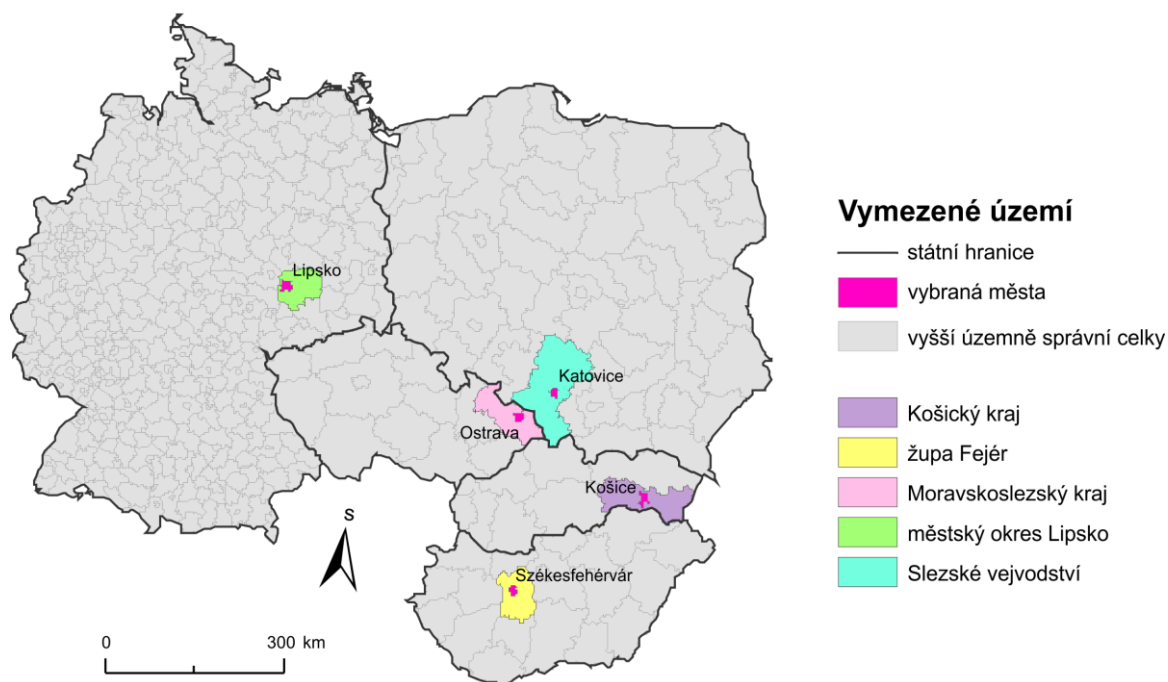 Lipsko
Katovice
Ostrava
Košice
Székesfehérvár
S
0 300 km
Vymezené území
státní hranice
vybraná města
vyšší územně správní celky
Košický kraj
župa Fejér
Moravskoslezský kraj
městský okres Lipsko
Slezské vejvodství